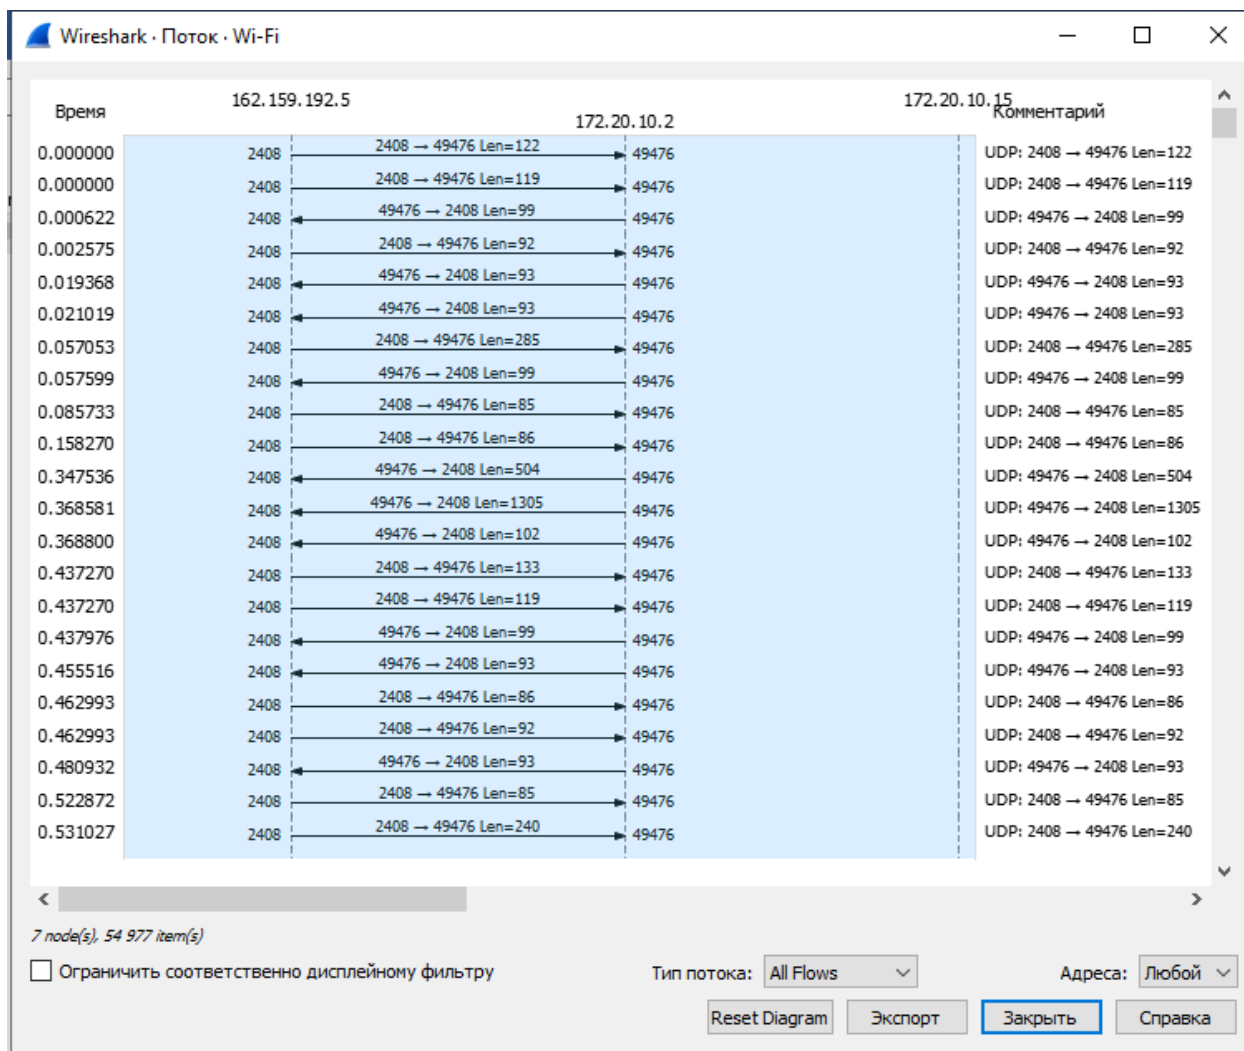 Wireshark · Поток · Wi-Fi
162.159.192.5 172.20.10.15
Время 172.20.10.2 Комментарий
0.000000 2408 2408 → 49476 Len=122 49476 UDP: 2408 → 49476 Len=122
0.000000 2408 2408 → 49476 Len=119 49476 UDP: 2408 → 49476 Len=119
0.000622 2408 49476 → 2408 Len=99 49476 UDP: 49476 → 2408 Len=99
0.002575 2408 2408 → 49476 Len=92 49476 UDP: 2408 → 49476 Len=92
0.019368 2408 49476 → 2408 Len=93 49476 UDP: 49476 → 2408 Len=93
0.021019 2408 49476 → 2408 Len=93 49476 UDP: 49476 → 2408 Len=93
0.057053 2408 2408 → 49476 Len=285 49476 UDP: 2408 → 49476 Len=285
0.057599 2408 49476 → 2408 Len=99 49476 UDP: 49476 → 2408 Len=99
0.085733 2408 2408 → 49476 Len=85 49476 UDP: 2408 → 49476 Len=85
0.158270 2408 2408 → 49476 Len=86 49476 UDP: 2408 → 49476 Len=86
0.347536 2408 49476 → 2408 Len=504 49476 UDP: 49476 → 2408 Len=504
0.368581 2408 49476 → 2408 Len=1305 49476 UDP: 49476 → 2408 Len=1305
0.368800 2408 49476 → 2408 Len=102 49476 UDP: 49476 → 2408 Len=102
0.437270 2408 2408 → 49476 Len=133 49476 UDP: 2408 → 49476 Len=133
0.437270 2408 2408 → 49476 Len=119 49476 UDP: 2408 → 49476 Len=119
0.437976 2408 49476 → 2408 Len=99 49476 UDP: 49476 → 2408 Len=99
0.455516 2408 49476 → 2408 Len=93 49476 UDP: 49476 → 2408 Len=93
0.462993 2408 2408 → 49476 Len=86 49476 UDP: 2408 → 49476 Len=86
0.462993 2408 2408 → 49476 Len=92 49476 UDP: 2408 → 49476 Len=92
0.480932 2408 49476 → 2408 Len=93 49476 UDP: 49476 → 2408 Len=93
0.522872 2408 2408 → 49476 Len=85 49476 UDP: 2408 → 49476 Len=85
0.531027 2408 2408 → 49476 Len=240 49476 UDP: 2408 → 49476 Len=240
7 node(s), 54 977 item(s)
Ограничить соответственно дисплейному фильтру Тип потока: All Flows Адреса: Любой
Reset Diagram Экспорт Закрыть Справка